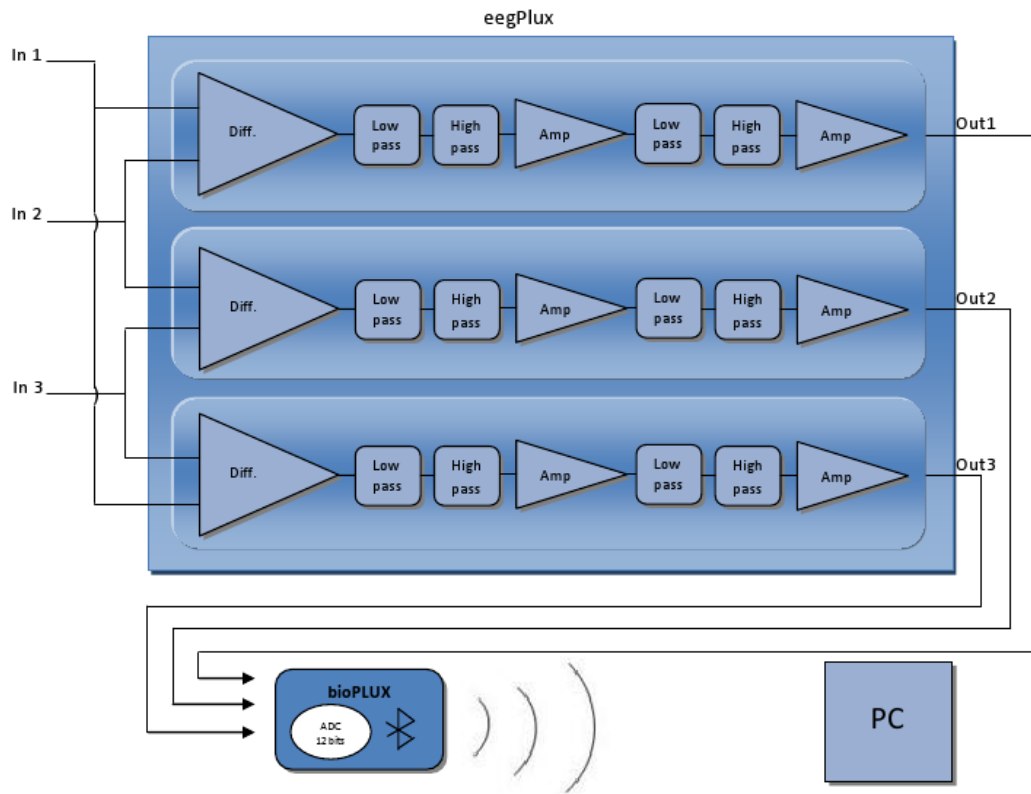 eegPlux
In 1
In 2
In 3
Diff.
Low
pass
High
pass
Amp
Low
pass
High
pass
Amp
Out1
Diff.
Low
pass
High
pass
Amp
Low
pass
High
pass
Amp
Out2
Diff.
Low
pass
High
pass
Amp
Low
pass
High
pass
Amp
Out3
bioPLUX
ADC
12 bits
PC